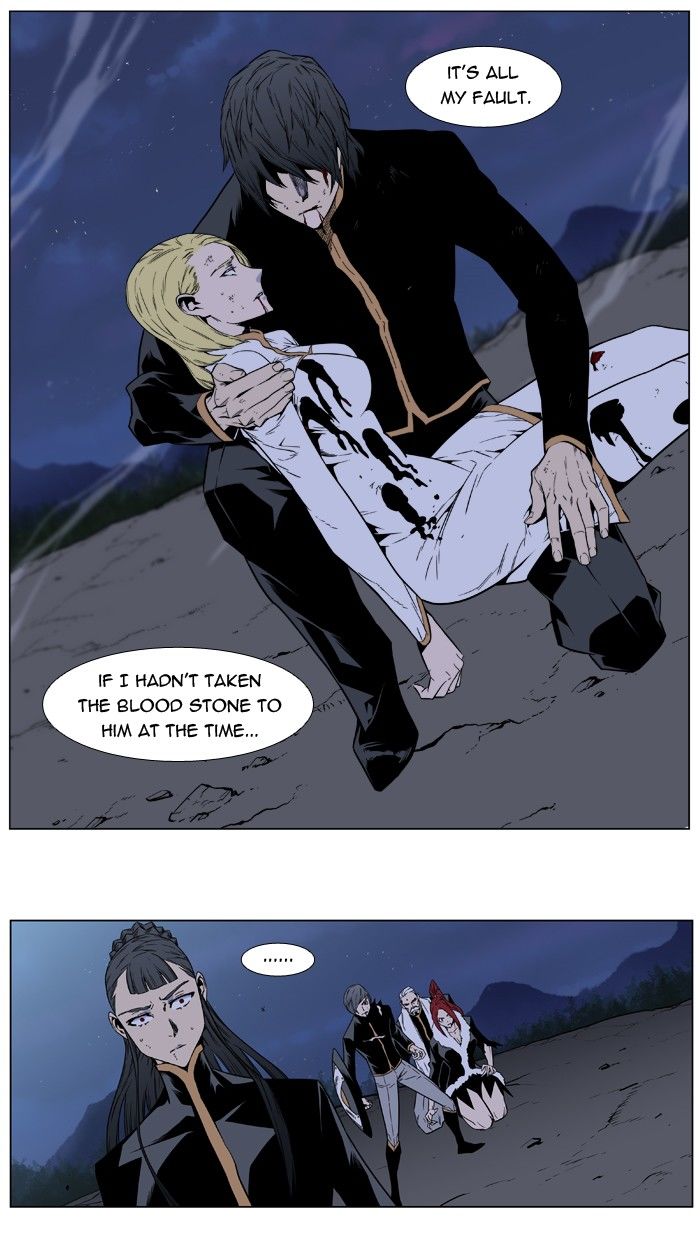 IT'S ALL
MY FAULT.
IF I HADN'T TAKEN
THE BLOOD STONE TO
HIM AT THE TIME...
......